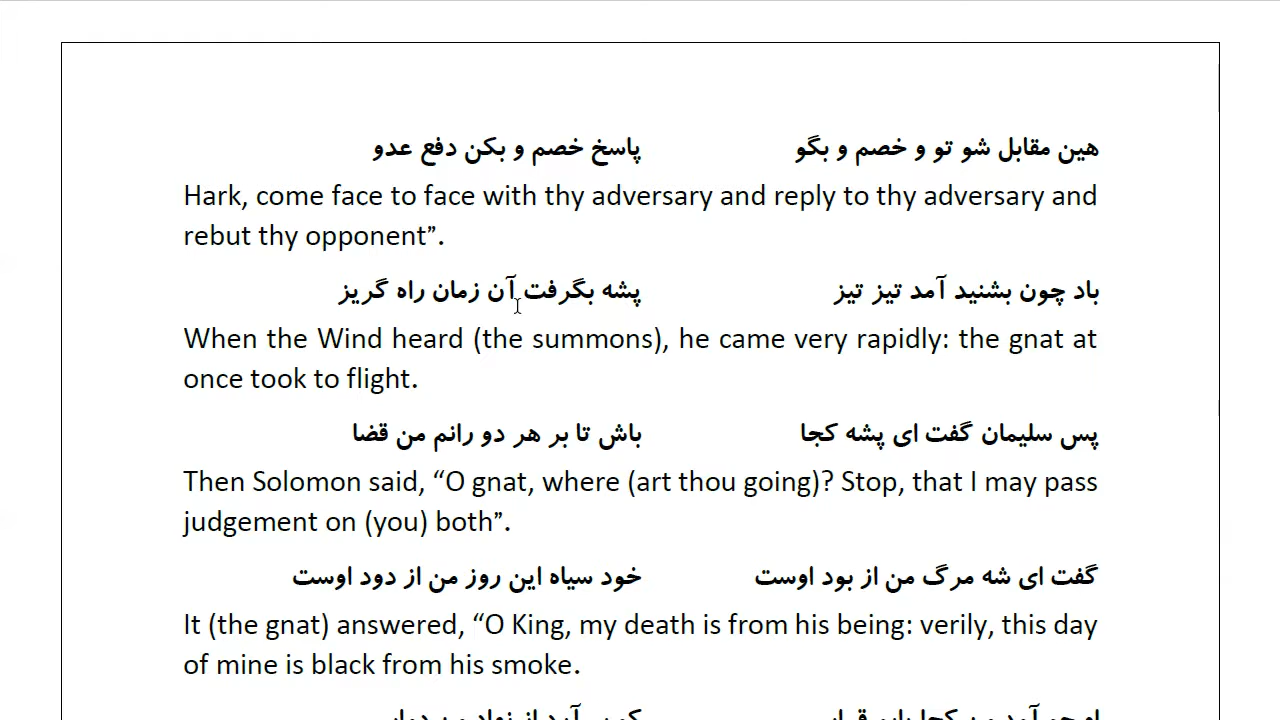 هین مقابل شو تو و خصم و بگو پاسخ خصم و بکن دفع عدو
Hark, come face to face with thy adversary and reply to thy adversary and
rebut thy opponent”.
باد چون بشنید آمد تیز تیز پشه بگرفت آن زمان راه گریز
When the Wind heard (the summons), he came very rapidly: the gnat at
once took to flight.
پس سلیمان گفت ای پشه کجا باش تا بر هر دو رانم من قضا
Then Solomon said, “O gnat, where (art thou going)? Stop, that I may pass
judgement on (you) both”.
گفت ای شه مرگ من از بود اوست خود سیاه این روز من از دود اوست
It (the gnat) answered, “O King, my death is from his being: verily, this day
of mine is black from his smoke.